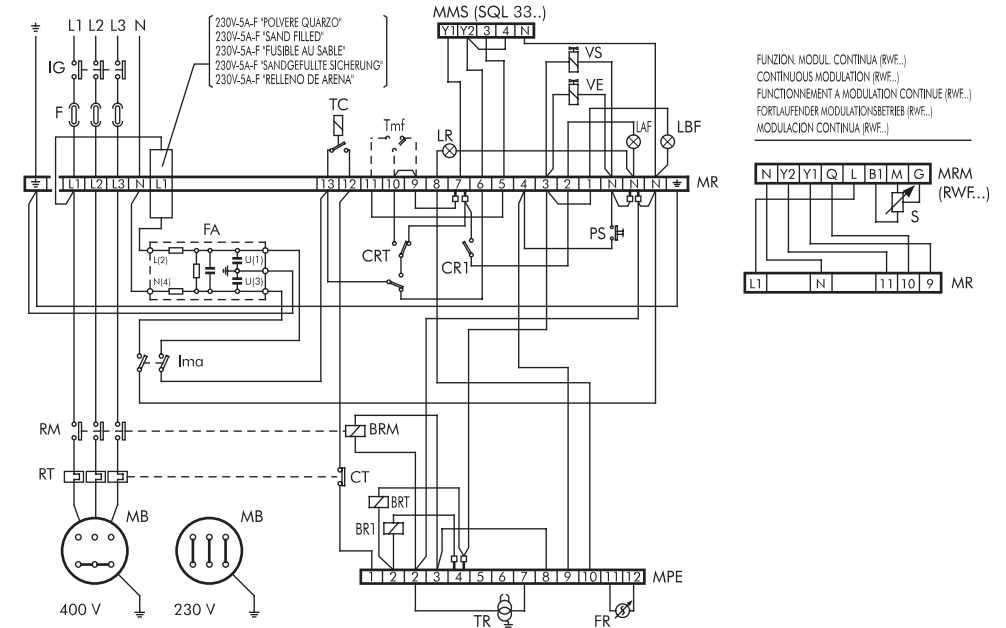 L1 L2 L3 N
IG
F
230V-5A-F "POLVERE QUARZO"
230V-5A-F "SAND FILLED"
230V-5A-F "FUSIBLE AU SABLE"
230V-5A-F "SANDGEFULLTE SICHERUNG"
230V-5A-F "RELLENO DE ARENA"
MMS (SQL 33..)
Y1 Y2 3 4 N
VS
VE
TC
Tmf
LR
LAF
LBF
L1 L2 L3 N L1 13 12 11 10 9 8 7 6 5 4 3 2 1 N N N MR
FA
L(2) U(1)
N(4) U(3)
CRT
CR1
PS
Ima
RM
BRM
RT
CT
BRT
BR1
MB
MB
400 V
230 V
1 2 2 3 4 5 6 7 8 9 10 11 12 MPE
TR
FR
FUNZION. MODUL. CONTINUA (RWF...)
CONTINUOUS MODULATION (RWF...)
FUNCTIONNEMENT A MODULATION CONTINUE (RWF...)
FORTLAUFENDER MODULATIONSBETRIEB (RWF...)
MODULACION CONTINUA (RWF...)
N Y2 Y1 Q L B1 M G MRM
(RWF...)
S
L1 N 11 10 9 MR